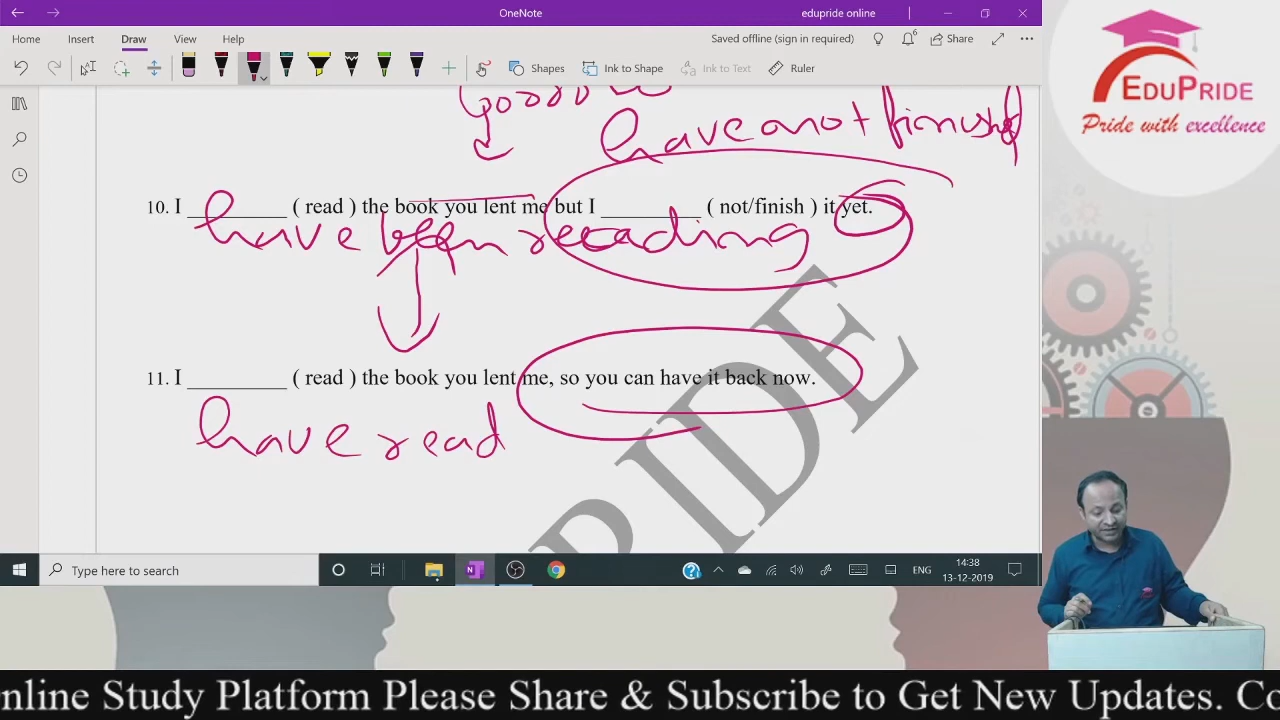 OneNote
edupride online
Home Insert Draw View Help
Saved offline (sign in required)
Share
Shapes Ink to Shape Ink to Text Ruler
EDUPRIDE
Pride with excellence
have not finished
10. I _________ ( read ) the book you lent me but I _________ ( not/finish ) it yet.
have been reading
11. I _________ ( read ) the book you lent me, so you can have it back now.
have read
PRIDE
Type here to search
ENG
14:38
13-12-2019
nline Study Platform Please Share & Subscribe to Get New Updates. Co